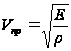 Vпр = √(E/ρ)